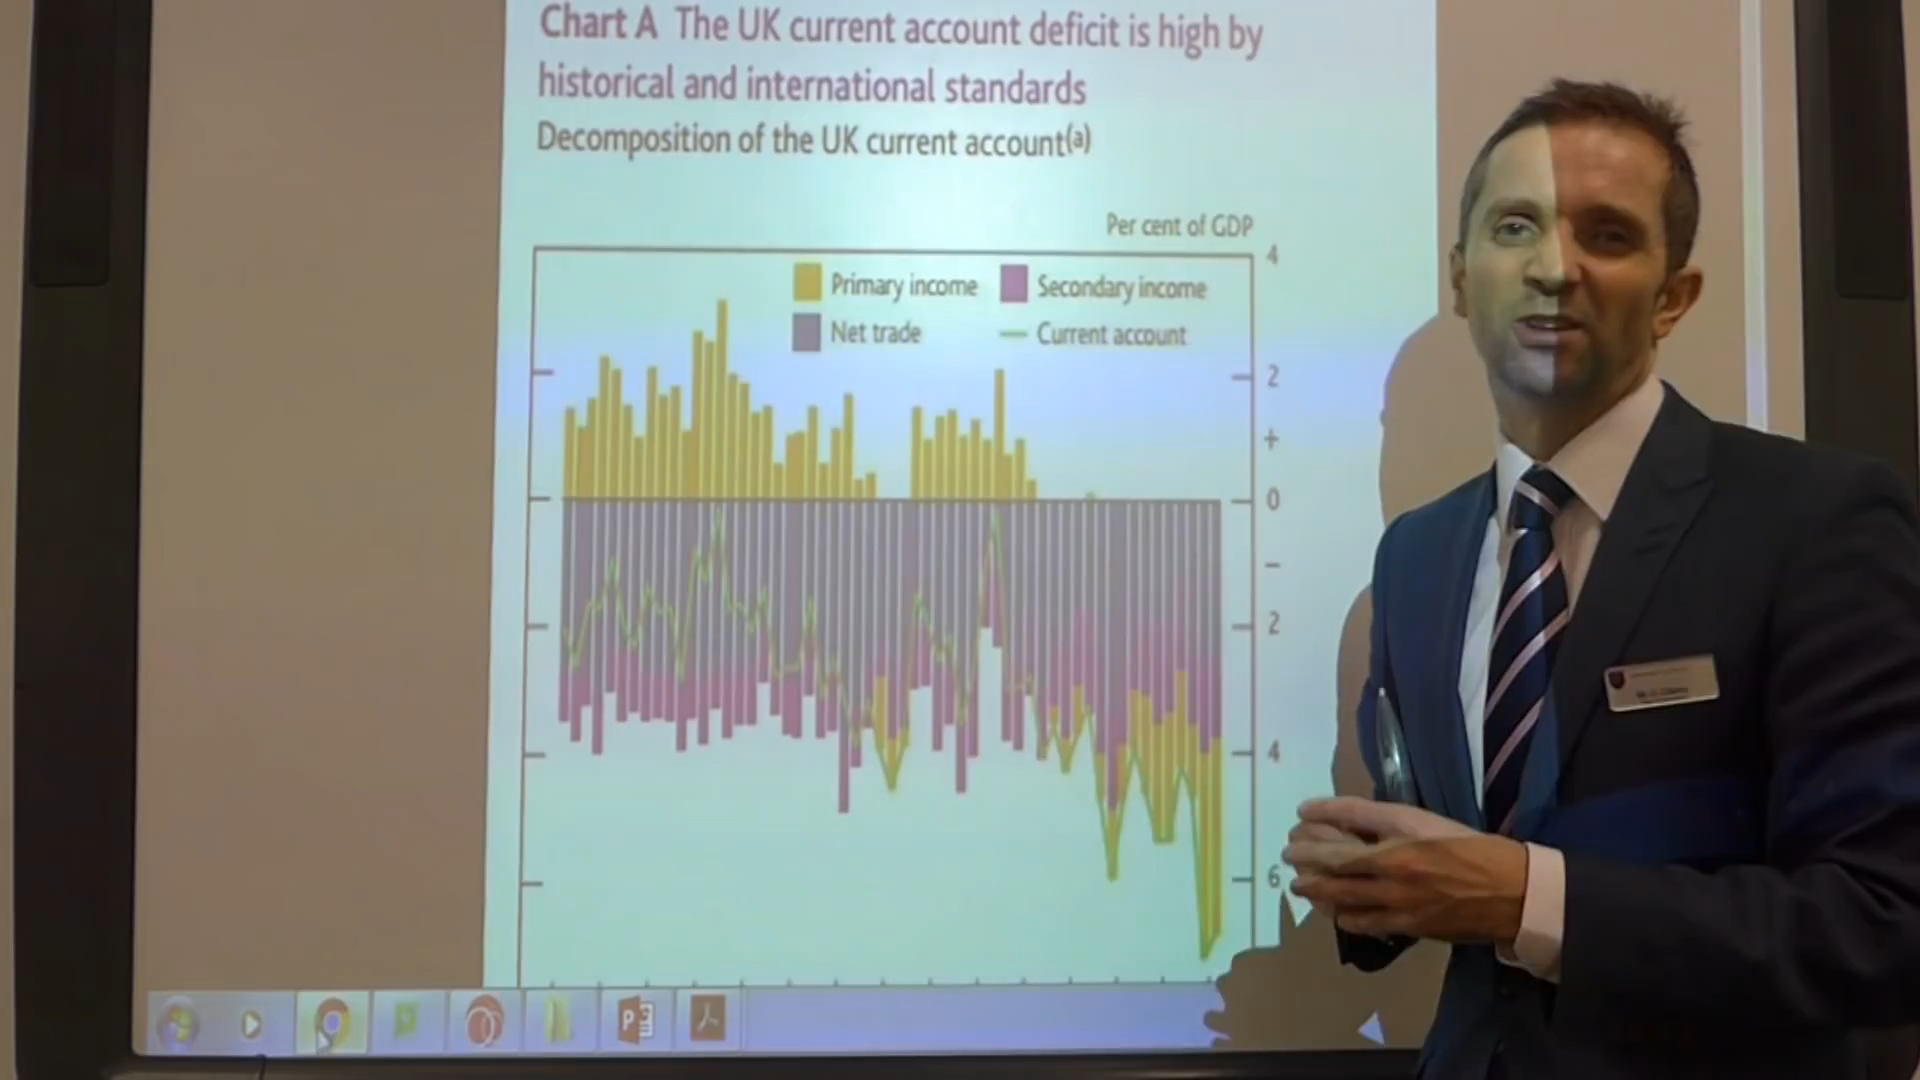 Chart A The UK current account deficit is high by
historical and international standards
Decomposition of the UK current account(a)
Per cent of GDP
Primary income
Secondary income
Net trade
Current account
4
2
+
0
–
2
4
6